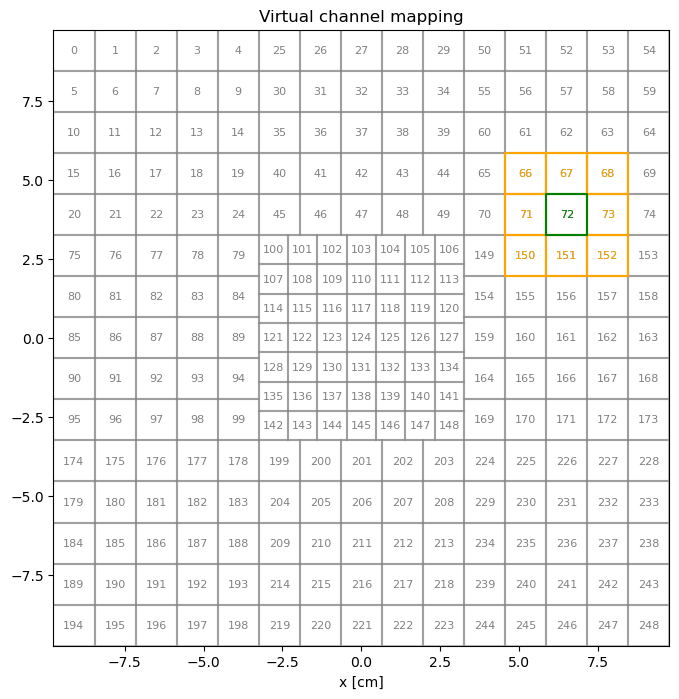 Virtual channel mapping
0 1 2 3 4 25 26 27 28 29 50 51 52 53 54
7.5 5 6 7 8 9 30 31 32 33 34 55 56 57 58 59
10 11 12 13 14 35 36 37 38 39 60 61 62 63 64
5.0 15 16 17 18 19 40 41 42 43 44 65 66 67 68 69
20 21 22 23 24 45 46 47 48 49 70 71 72 73 74
2.5 75 76 77 78 79 100 101 102 103 104 105 106 149 150 151 152 153
107 108 109 110 111 112 113
80 81 82 83 84 114 115 116 117 118 119 120 154 155 156 157 158
0.0 85 86 87 88 89 121 122 123 124 125 126 127 159 160 161 162 163
90 91 92 93 94 128 129 130 131 132 133 134 164 165 166 167 168
135 136 137 138 139 140 141
−2.5 95 96 97 98 99 142 143 144 145 146 147 148 169 170 171 172 173
174 175 176 177 178 199 200 201 202 203 224 225 226 227 228
−5.0 179 180 181 182 183 204 205 206 207 208 229 230 231 232 233
184 185 186 187 188 209 210 211 212 213 234 235 236 237 238
−7.5 189 190 191 192 193 214 215 216 217 218 239 240 241 242 243
194 195 196 197 198 219 220 221 222 223 244 245 246 247 248
−7.5 −5.0 −2.5 0.0 2.5 5.0 7.5
x [cm]